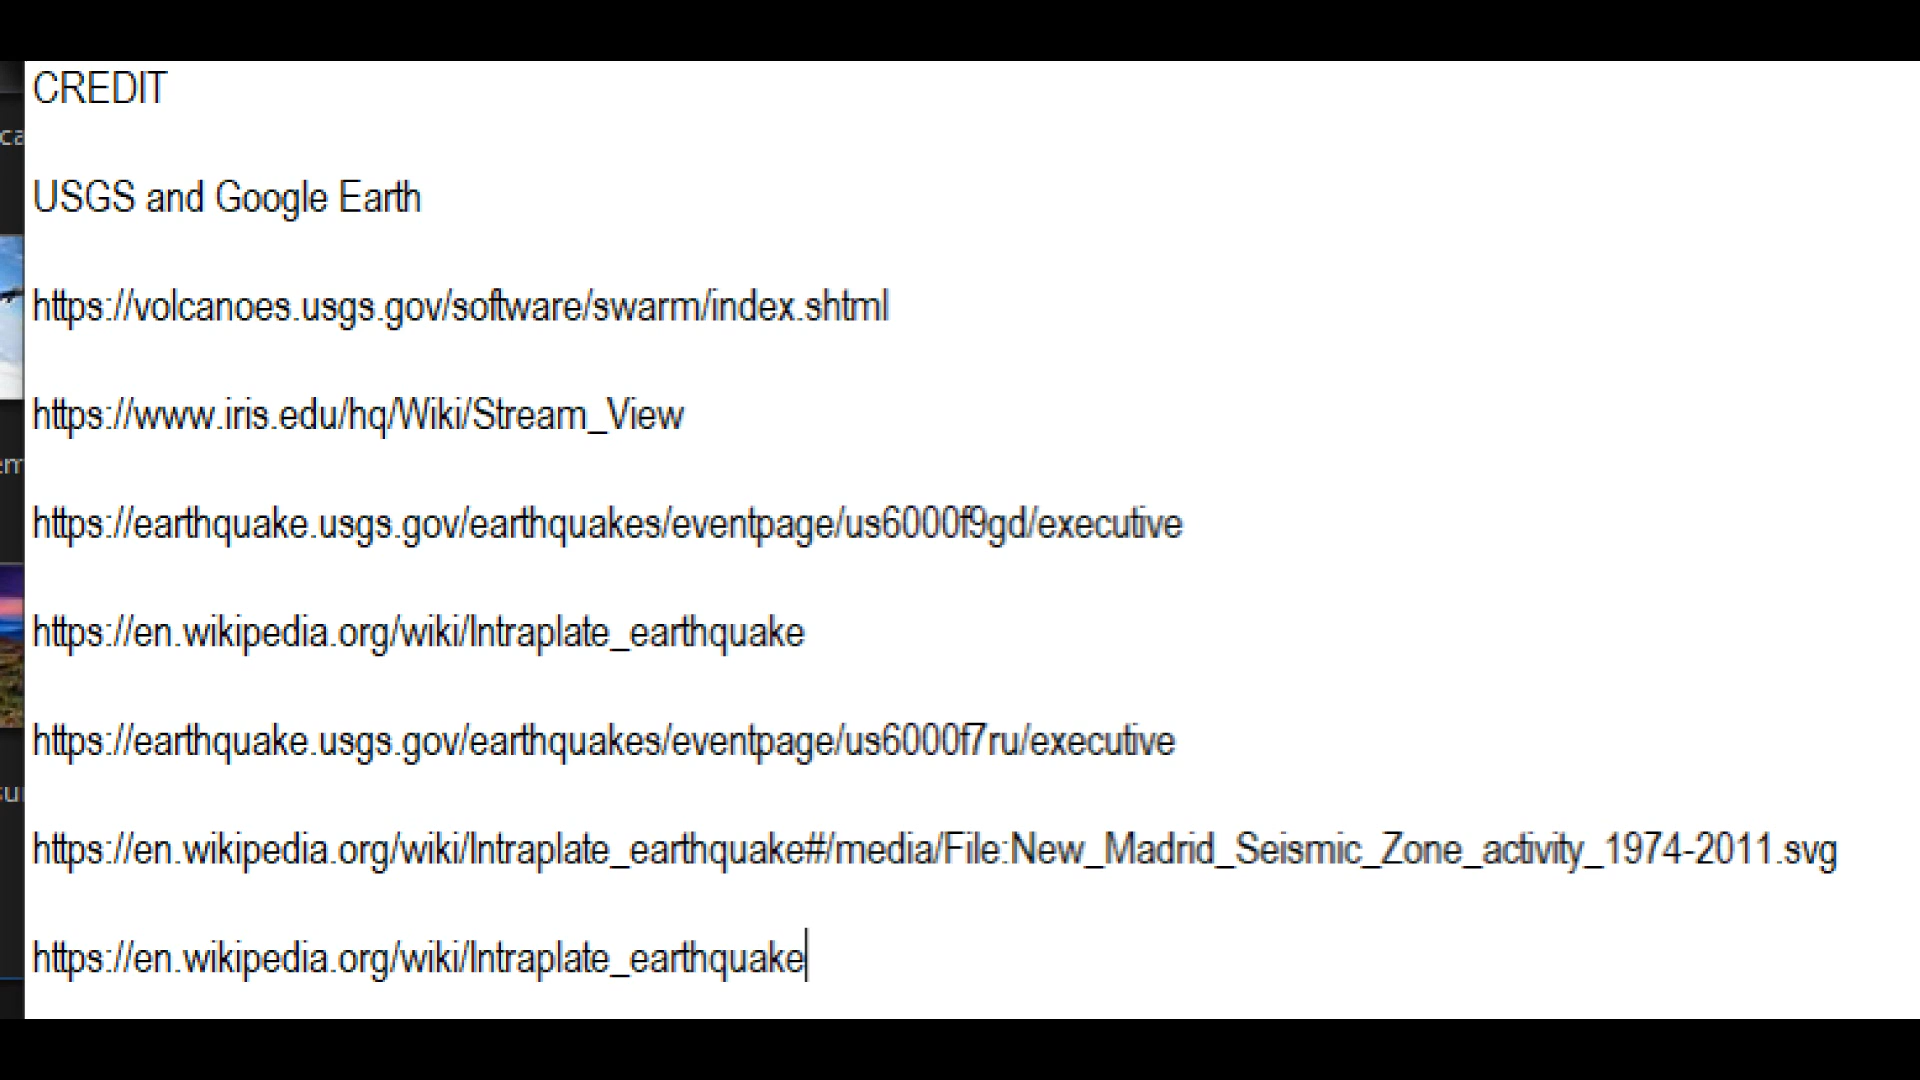 CREDIT
USGS and Google Earth
https://volcanoes.usgs.gov/software/swarm/index.shtml
https://www.iris.edu/hq/Wiki/Stream_View
https://earthquake.usgs.gov/earthquakes/eventpage/us6000f9gd/executive
https://en.wikipedia.org/wiki/Intraplate_earthquake
https://earthquake.usgs.gov/earthquakes/eventpage/us6000f7ru/executive
https://en.wikipedia.org/wiki/Intraplate_earthquake#/media/File:New_Madrid_Seismic_Zone_activity_1974-2011.svg
https://en.wikipedia.org/wiki/Intraplate_earthquake